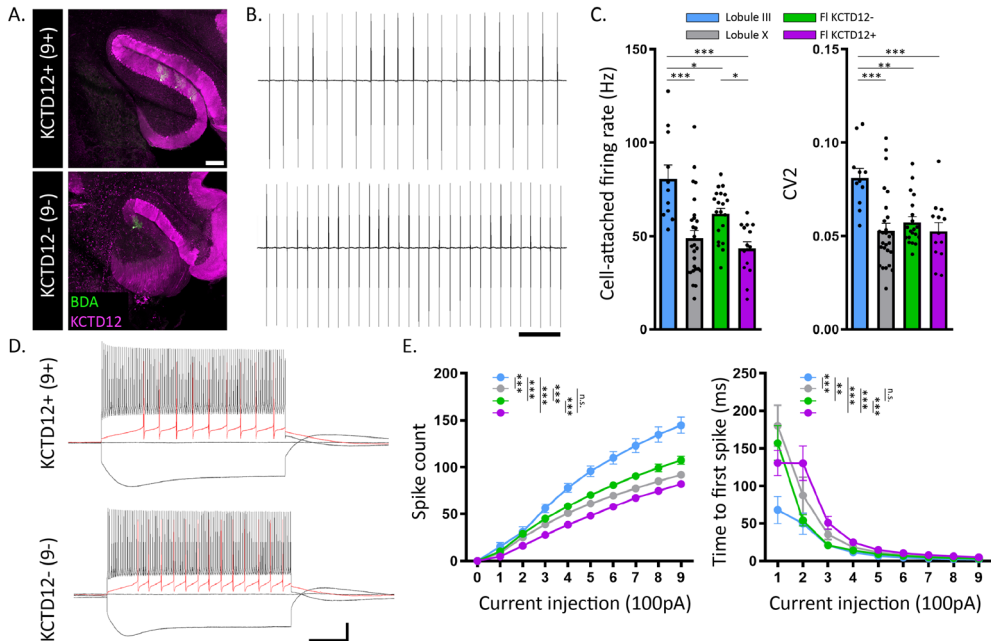 A.
KCTD12+ (9+)
KCTD12- (9-)
BDA
KCTD12
B.
C.
Lobule III
Fl KCTD12-
Lobule X
Fl KCTD12+
Cell-attached firing rate (Hz)
150
100
50
0
***
***
*
***
*
CV2
0.15
0.10
0.05
0.00
***
**
***
D.
KCTD12+ (9+)
KCTD12- (9-)
E.
Spike count
200
150
100
50
0
***
***
***
***
***
n.s.
0 1 2 3 4 5 6 7 8 9
Current injection (100pA)
Time to first spike (ms)
250
200
150
100
50
0
***
**
***
***
***
n.s.
1 2 3 4 5 6 7 8 9
Current injection (100pA)